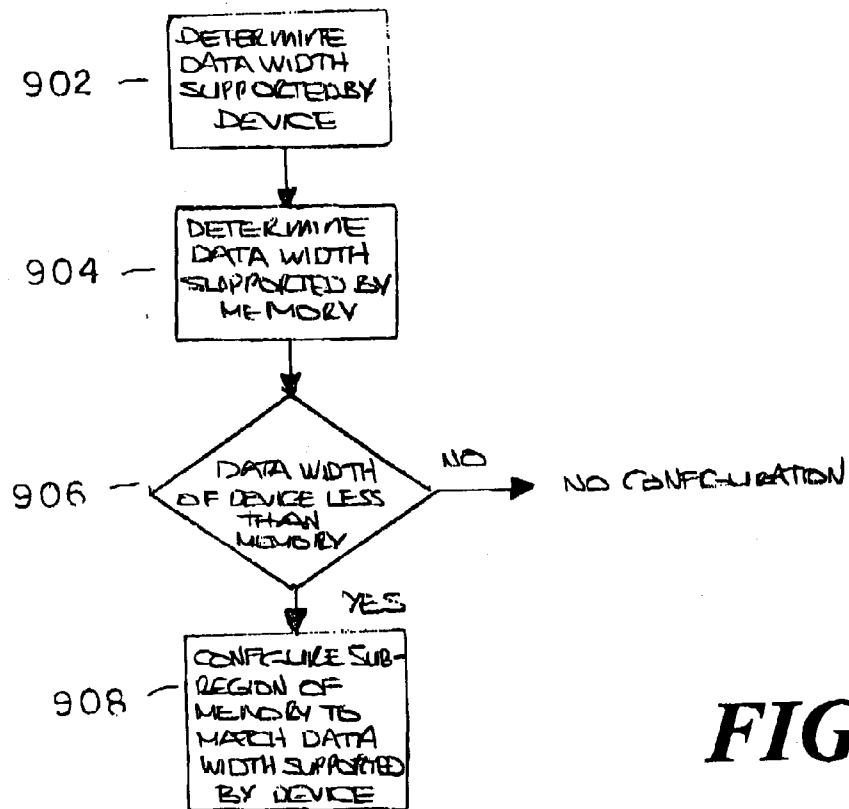 902
DETERMINE
DATA WIDTH
SUPPORTED BY
DEVICE
904
DETERMINE
DATA WIDTH
SUPPORTED BY
MEMORY
906
DATA WIDTH
OF DEVICE LESS
THAN
MEMORY
NO
NO CONFIGURATION
YES
908
CONFIGURE SUB-
REGION OF
MEMORY TO
MATCH DATA
WIDTH SUPPORTED
BY DEVICE
FIG